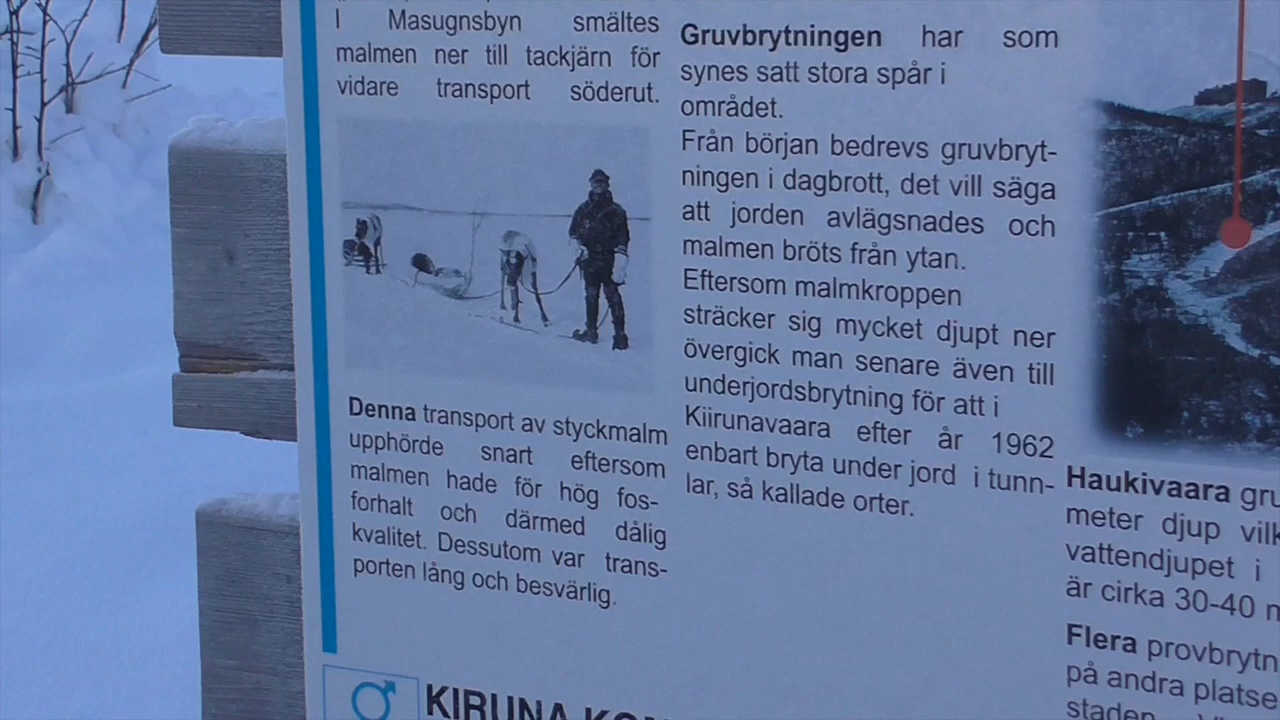 I Masugnsbyn smältes
malmen ner till tackjärn för
vidare transport söderut.
Denna transport av styckmalm
upphörde snart eftersom
malmen hade för hög fos-
forhalt och därmed dålig
kvalitet. Dessutom var trans-
porten lång och besvärlig.
KIRUNA
Gruvbrytningen har som
synes satt stora spår i
området.
Från början bedrevs gruvbryt-
ningen i dagbrott, det vill säga
att jorden avlägsnades och
malmen bröts från ytan.
Eftersom malmkroppen
sträcker sig mycket djupt ner
övergick man senare även till
underjordsbrytning för att i
Kiirunavaara efter år 1962
enbart bryta under jord i tunn-
lar, så kallade orter.
Haukivaara
meter djup
vattendjupet i
är cirka 30-40
Flera
på andra